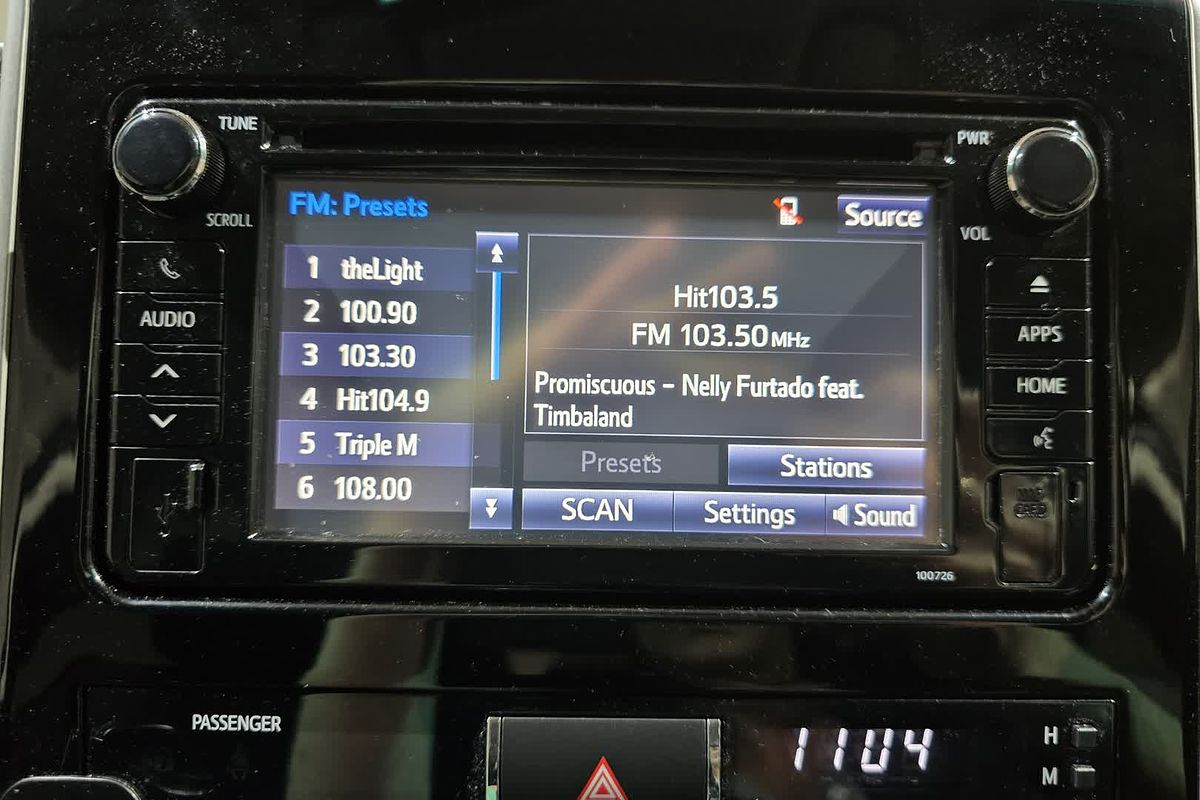 TUNE
PWR
SCROLL
VOL
FM: Presets
Source
1 theLight
2 100.90
3 103.30
4 Hit104.9
5 Triple M
6 108.00
Hit103.5
FM 103.50MHz
Promiscuous – Nelly Furtado feat.
Timbaland
Presets
Stations
SCAN
Settings
Sound
AUDIO
APPS
HOME
100726
PASSENGER
1104
H
M